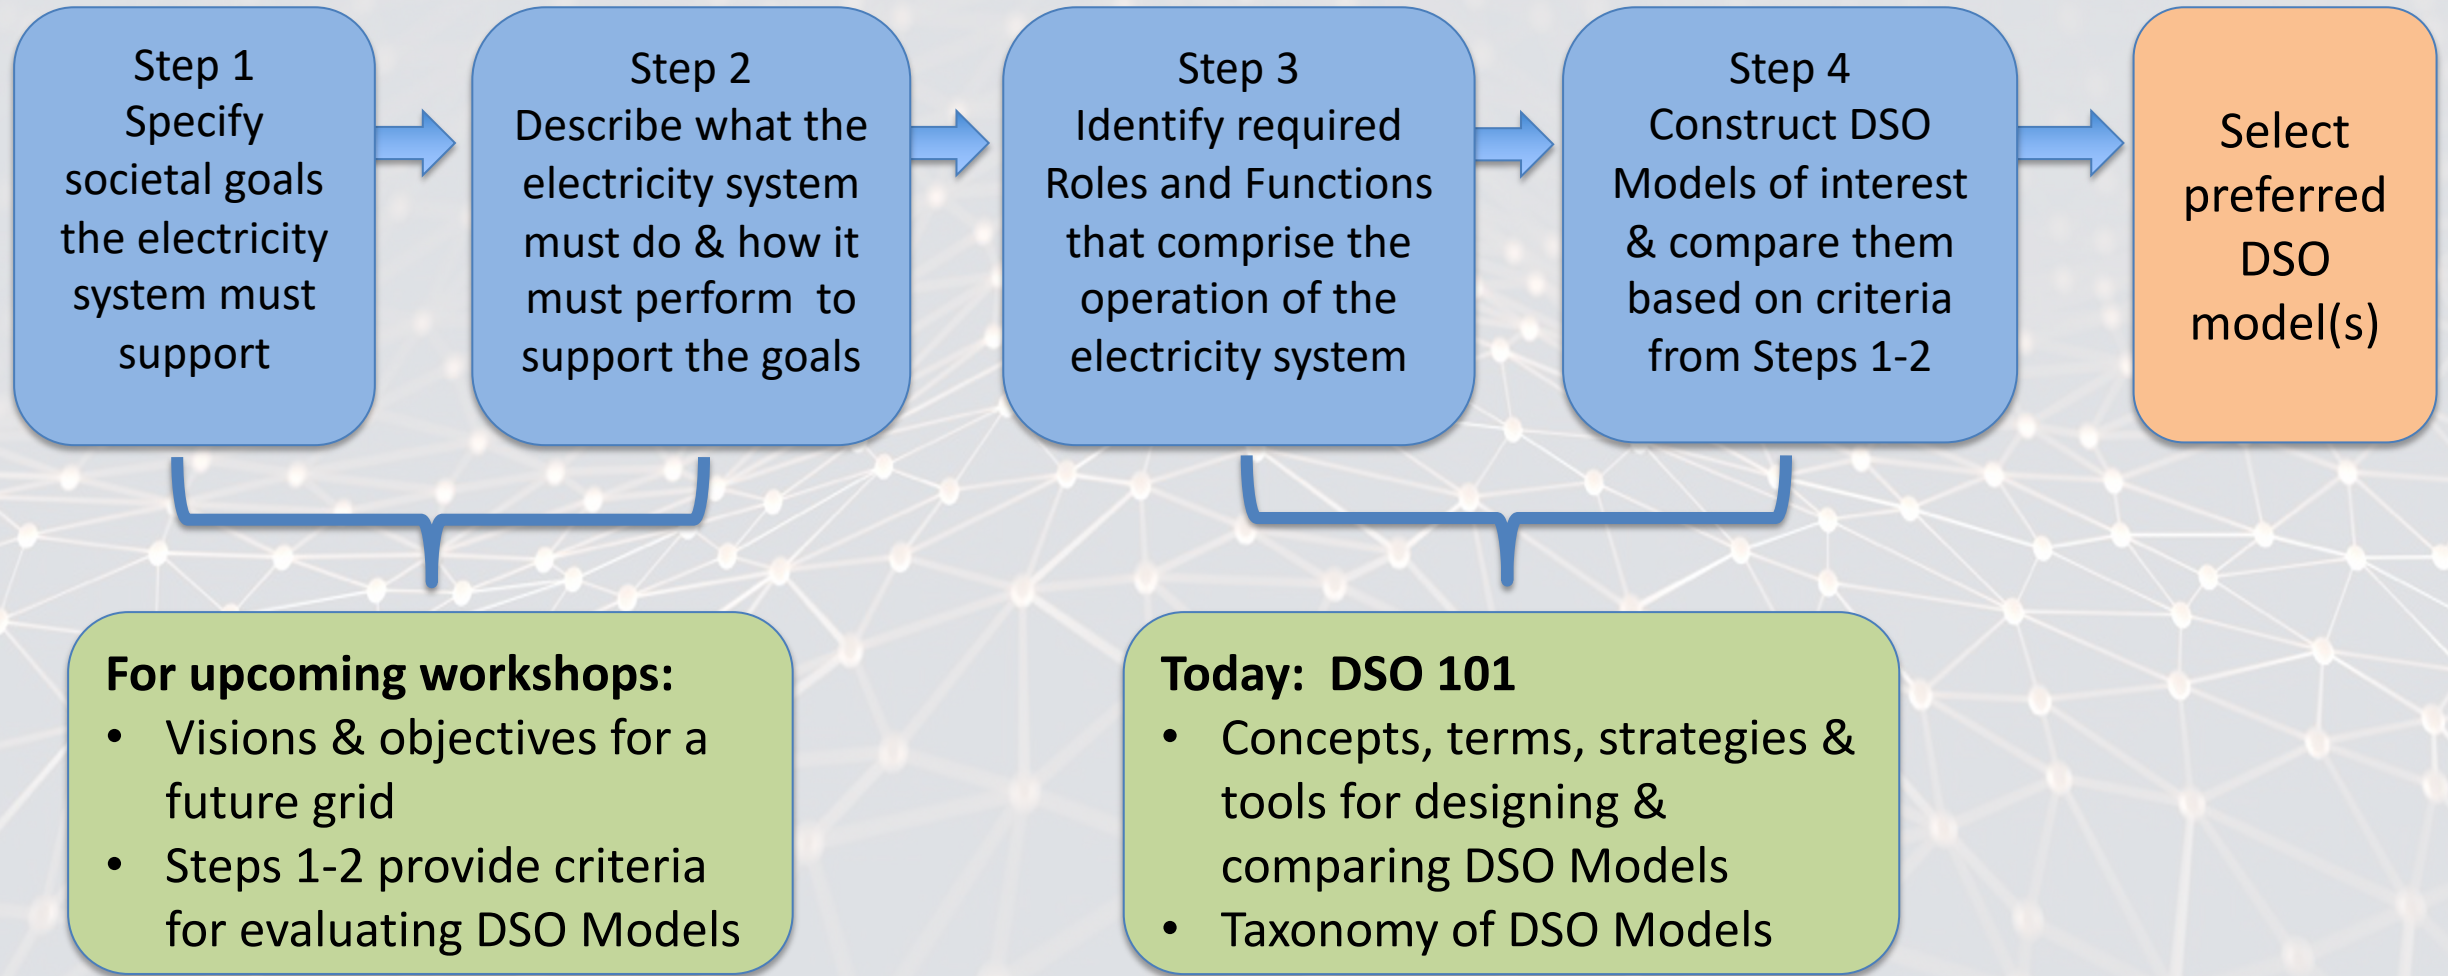 Step 1
Specify
societal goals
the electricity
system must
support
Step 2
Describe what the
electricity system
must do & how it
must perform  to
support the goals
Step 3
Identify required
Roles and Functions
that comprise the
operation of the
electricity system
Step 4
Construct DSO
Models of interest
& compare them
based on criteria
from Steps 1-2
Select
preferred
DSO
model(s)
For upcoming workshops:
• Visions & objectives for a
future grid
• Steps 1-2 provide criteria
for evaluating DSO Models
Today:  DSO 101
• Concepts, terms, strategies &
tools for designing &
comparing DSO Models
• Taxonomy of DSO Models